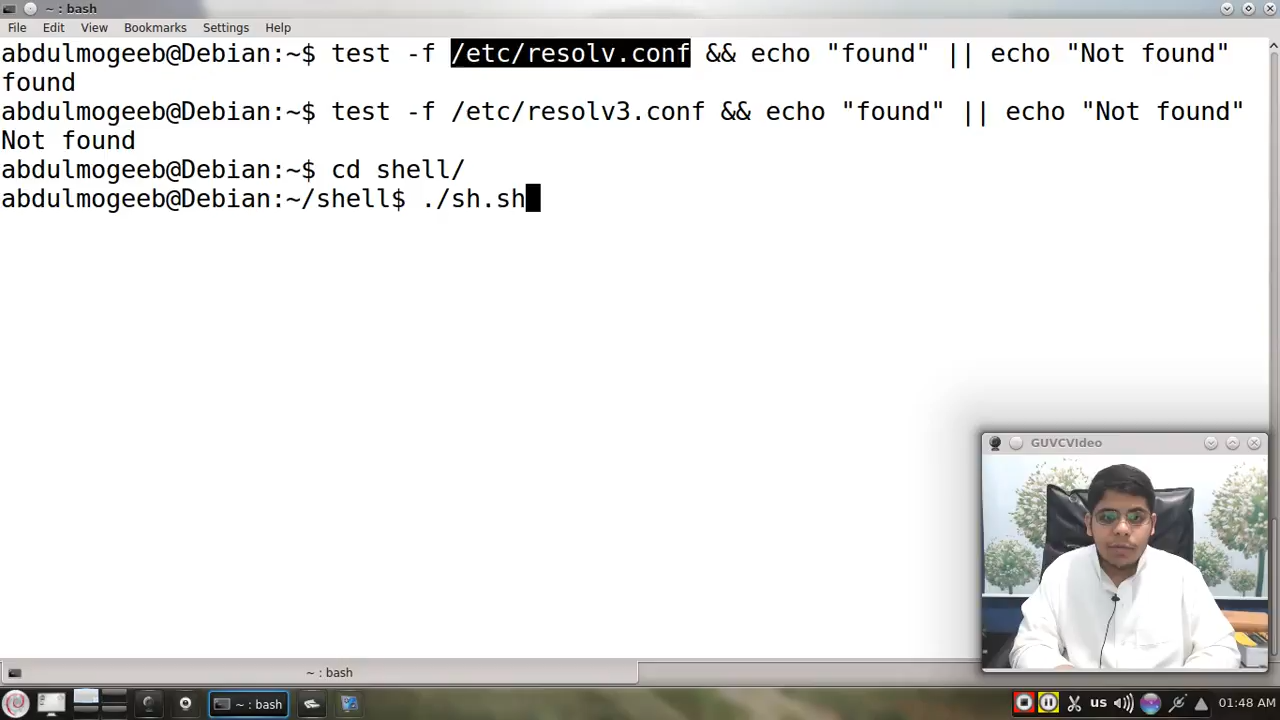 ~ : bash
File Edit View Bookmarks Settings Help
abdulmogeeb@Debian:~$ test -f /etc/resolv.conf && echo "found" || echo "Not found"
found
abdulmogeeb@Debian:~$ test -f /etc/resolv3.conf && echo "found" || echo "Not found"
Not found
abdulmogeeb@Debian:~$ cd shell/
abdulmogeeb@Debian:~/shell$ ./sh.sh
GUVCVIdeo
~ : bash
~ : bash
us
01:48 AM